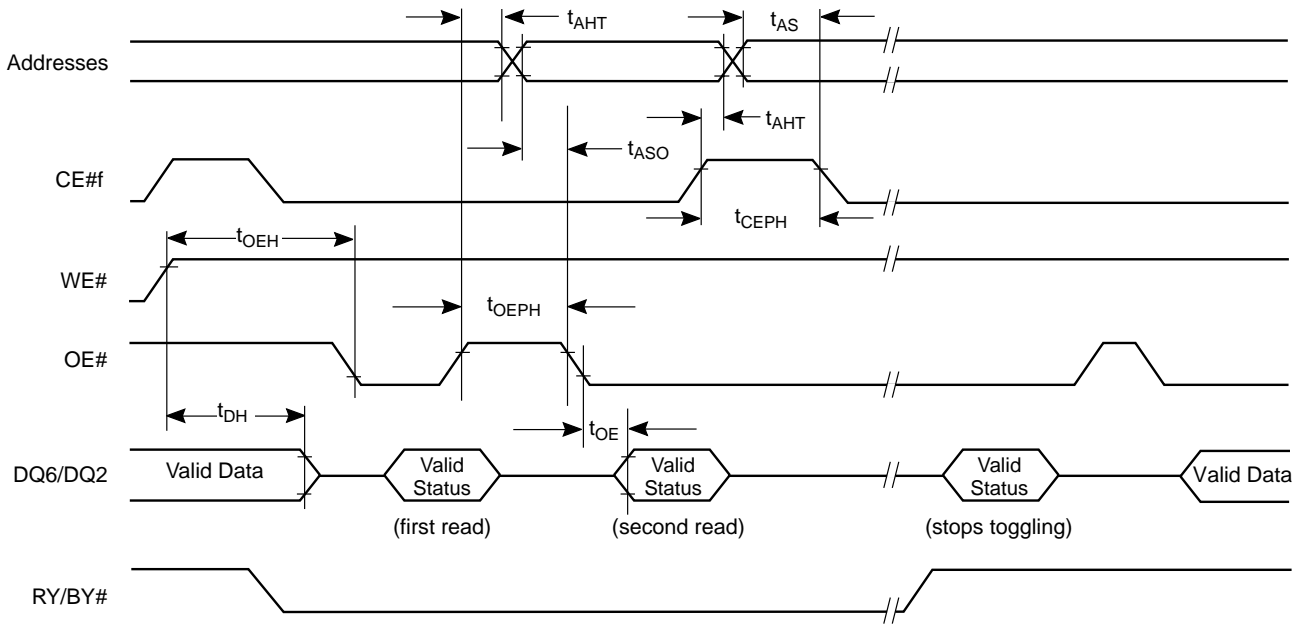 tAHT
tAS
Addresses
tAHT
tASO
CE#f
tCEPH
tOEH
WE#
tOEPH
OE#
tDH
tOE
DQ6/DQ2
Valid Data
Valid
Status
Valid
Status
Valid
Status
Valid Data
(first read)
(second read)
(stops toggling)
RY/BY#